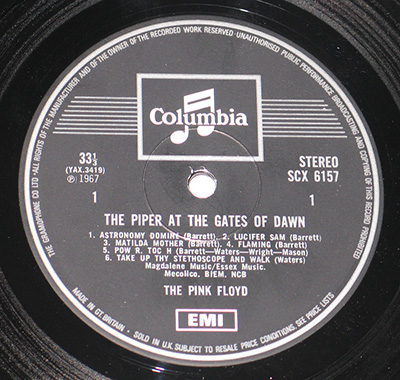 THE GRAMOPHONE CO LTD · ALL RIGHTS OF THE MANUFACTURER AND OF THE OWNER OF THE RECORDED WORK RESERVED · UNAUTHORISED PUBLIC PERFORMANCE BROADCASTING AND COPYING OF THIS RECORD PROHIBITED
Columbia
33⅓
(YAX.3419)
℗ 1967
1
STEREO
SCX 6157
1
THE PIPER AT THE GATES OF DAWN
1. ASTRONOMY DOMINE (Barrett). 2. LUCIFER SAM (Barrett)
3. MATILDA MOTHER (Barrett). 4. FLAMING (Barrett)
5. POW R. TOC H (Barrett—Waters—Wright—Mason)
6. TAKE UP THY STETHOSCOPE AND WALK (Waters)
Magdalene Music/Essex Music.
Mecolico, BIEM, NCB
THE PINK FLOYD
EMI
MADE IN GT. BRITAIN · SOLD IN U.K. SUBJECT TO RESALE PRICE CONDITIONS, SEE PRICE LISTS